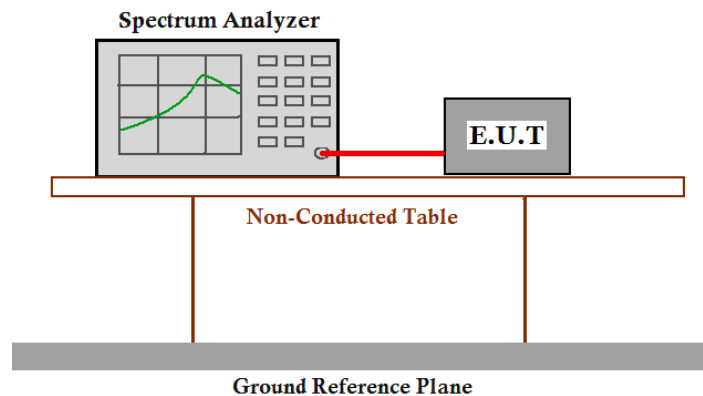 Spectrum Analyzer
E.U.T
Non-Conducted Table
Ground Reference Plane